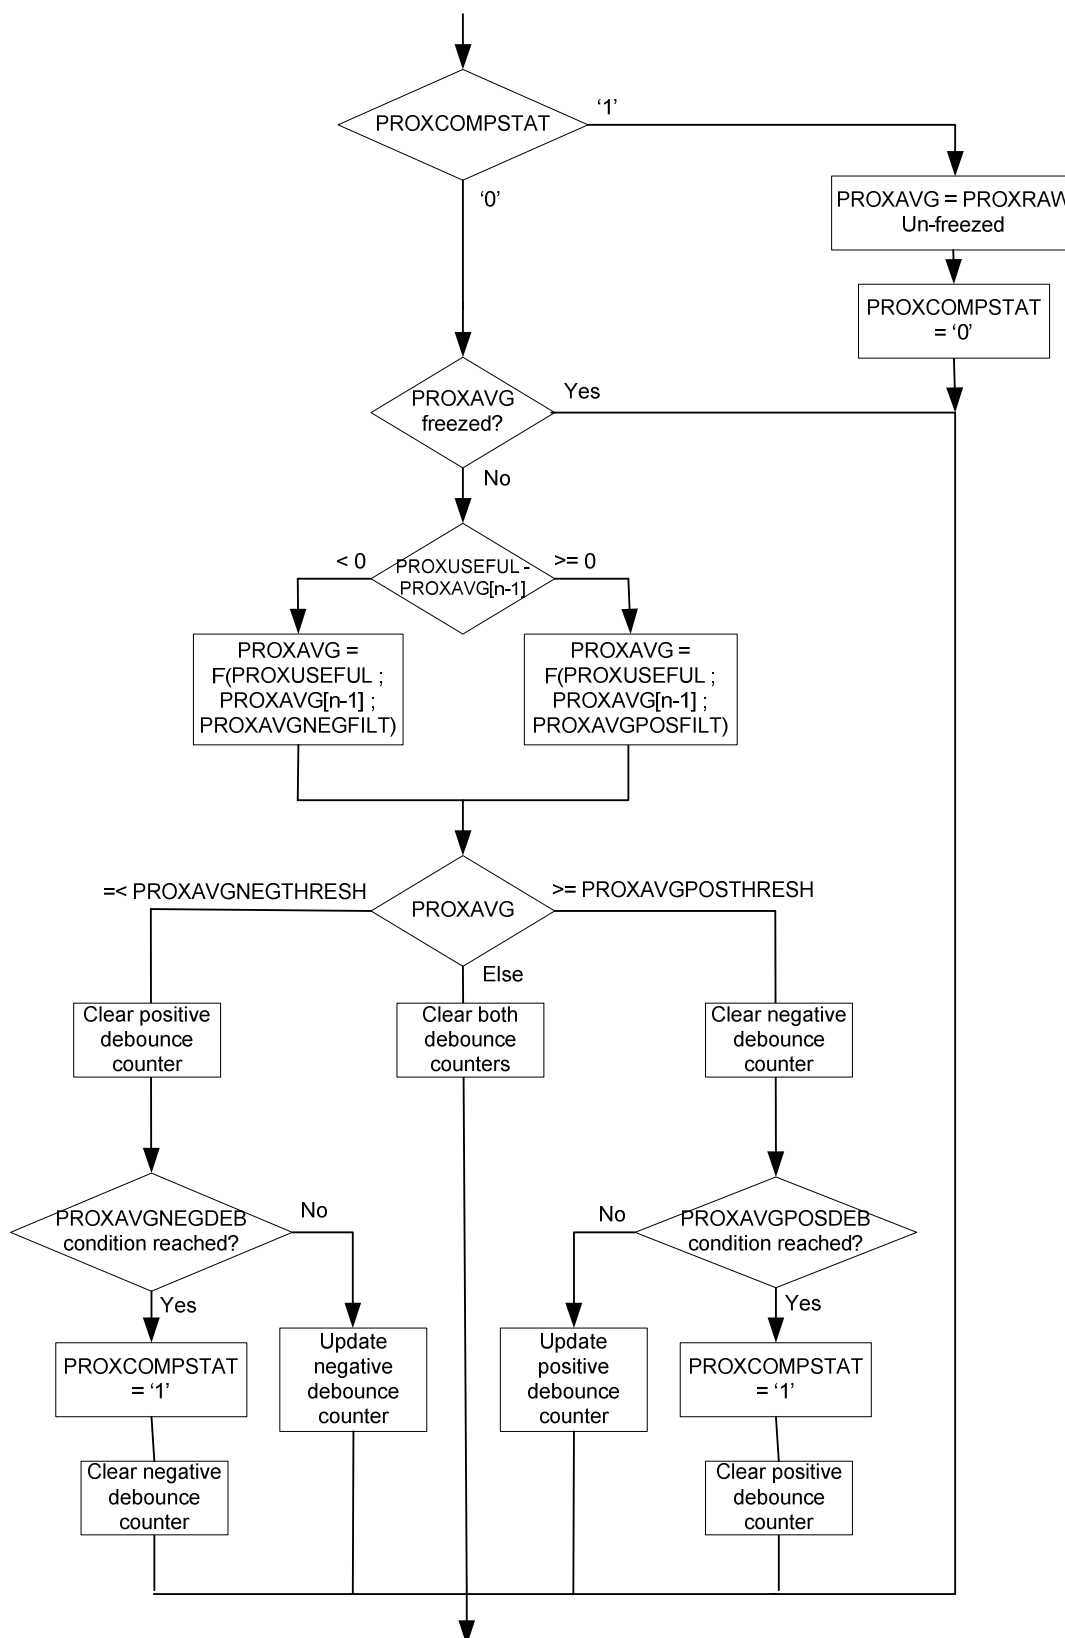 PROXCOMPSTAT
‘1’
‘0’
PROXAVG = PROXRAW
Un-freezed
PROXCOMPSTAT
= ‘0’
PROXAVG
freezed?
Yes
No
PROXUSEFUL -
PROXAVG[n-1]
< 0
>= 0
PROXAVG =
F(PROXUSEFUL ;
PROXAVG[n-1] ;
PROXAVGNEGFILT)
PROXAVG =
F(PROXUSEFUL ;
PROXAVG[n-1] ;
PROXAVGPOSFILT)
PROXAVG
=< PROXAVGNEGTHRESH
>= PROXAVGPOSTHRESH
Else
Clear positive
debounce
counter
Clear both
debounce
counters
Clear negative
debounce
counter
PROXAVGNEGDEB
condition reached?
No
Yes
No
PROXAVGPOSDEB
condition reached?
Yes
PROXCOMPSTAT
= ‘1’
Update
negative
debounce
counter
Update
positive
debounce
counter
PROXCOMPSTAT
= ‘1’
Clear negative
debounce
counter
Clear positive
debounce
counter